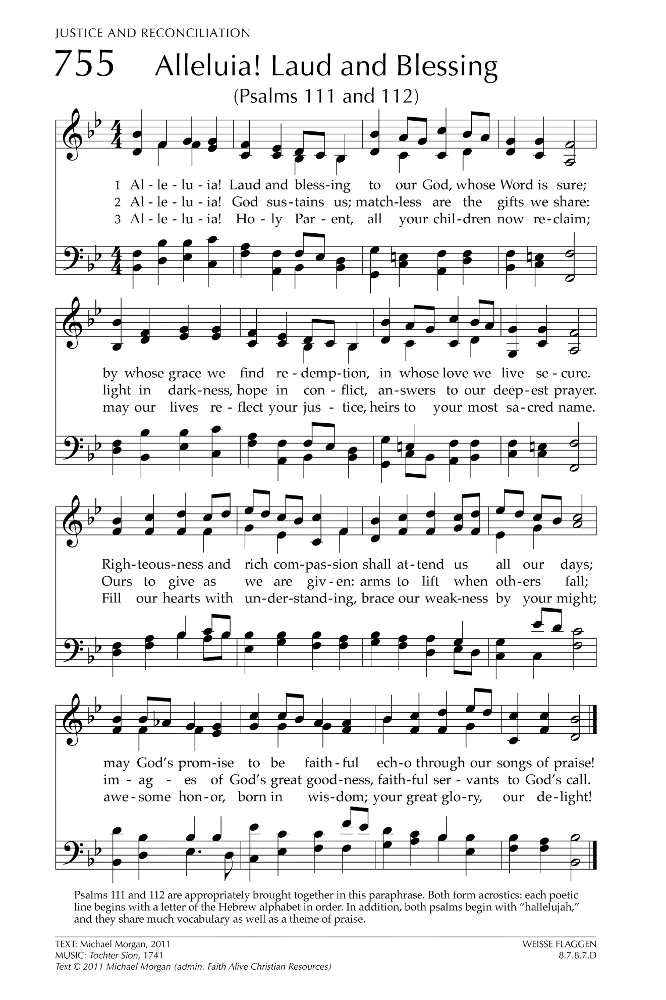 JUSTICE AND RECONCILIATION
755 Alleluia! Laud and Blessing
(Psalms 111 and 112)
1 Al - le - lu - ia! Laud and bless-ing to our God, whose Word is sure;
2 Al - le - lu - ia! God sus-tains us; match-less are the gifts we share:
3 Al - le - lu - ia! Ho - ly Par - ent, all your chil-dren now re-claim;
by whose grace we find re - demp-tion, in whose love we live se - cure.
light in dark-ness, hope in con - flict, an-swers to our deep-est prayer.
may our lives re - flect your jus - tice, heirs to your most sa-cred name.
Righ-teous-ness and rich com-pas-sion shall at-tend us all our days;
Ours to give as we are giv-en: arms to lift when oth-ers fall;
Fill our hearts with un-der-stand-ing, brace our weak-ness by your might;
may God's prom-ise to be faith-ful ech-o through our songs of praise!
im - ag - es of God's great good-ness, faith-ful ser - vants to God's call.
awe-some hon-or, born in wis-dom; your great glo-ry, our de-light!
Psalms 111 and 112 are appropriately brought together in this paraphrase. Both form acrostics: each poetic
line begins with a letter of the Hebrew alphabet in order. In addition, both psalms begin with “hallelujah,”
and they share much vocabulary as well as a theme of praise.
TEXT: Michael Morgan, 2011 WEISSE FLAGGEN
MUSIC: Tochter Sion, 1741 8.7.8.7.D
Text © 2011 Michael Morgan (admin. Faith Alive Christian Resources)